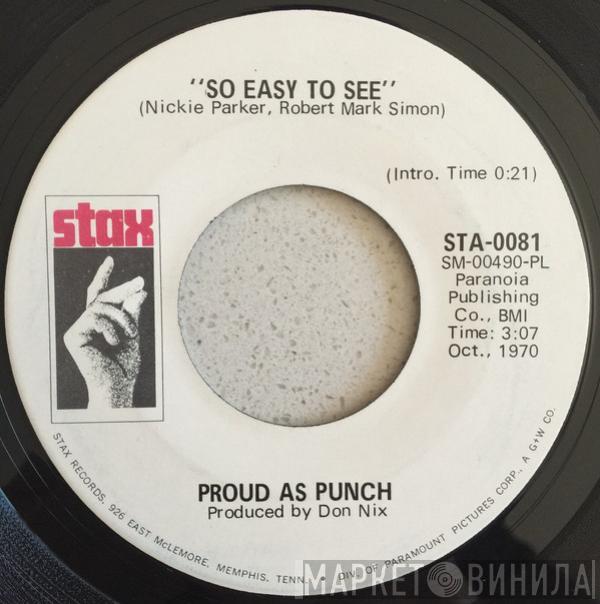 "SO EASY TO SEE"
(Nickie Parker, Robert Mark Simon)
(Intro. Time 0:21)
stax
STA-0081
SM-00490-PL
Paranoia
Publishing
Co., BMI
Time: 3:07
Oct., 1970
PROUD AS PUNCH
Produced by Don Nix
STAX RECORDS, 926 EAST McLEMORE, MEMPHIS, TENN. • DIV. OF PARAMOUNT PICTURES CORP., A G+W CO.
МАРКЕТ ВИНИЛА